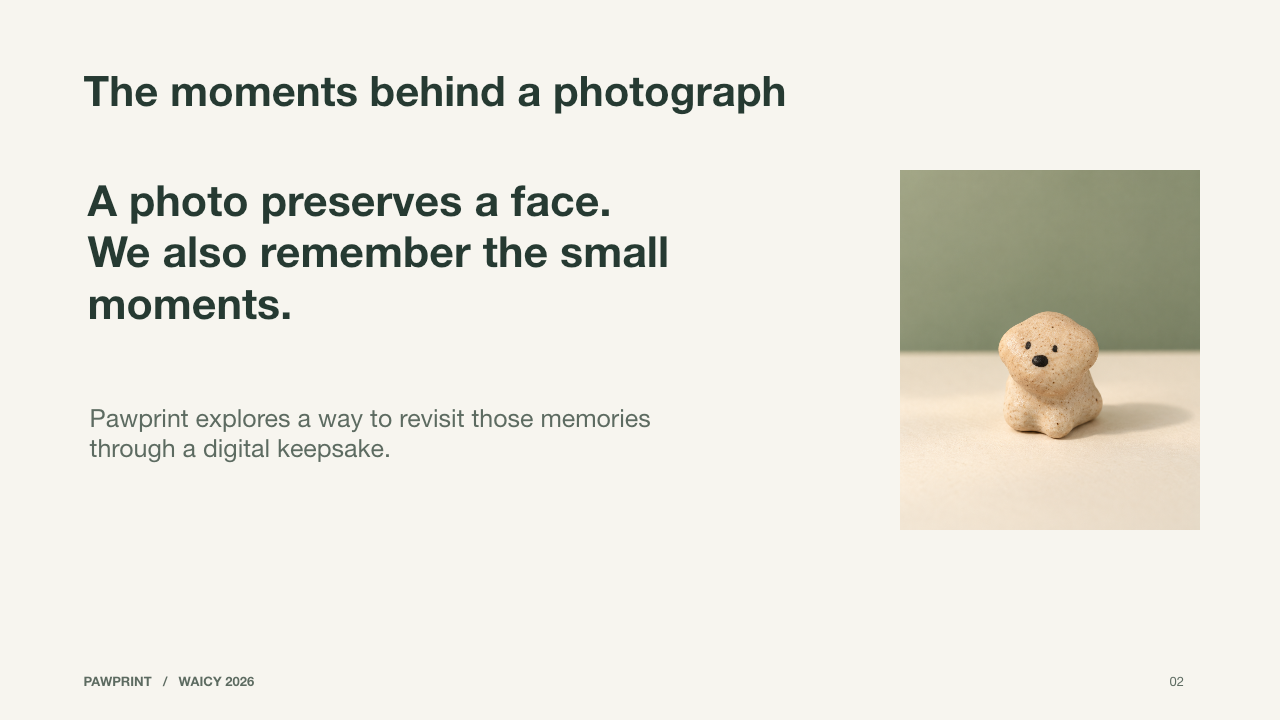 The moments behind a photograph
A photo preserves a face.
We also remember the small
moments.
Pawprint explores a way to revisit those memories
through a digital keepsake.
PAWPRINT / WAICY 2026
02